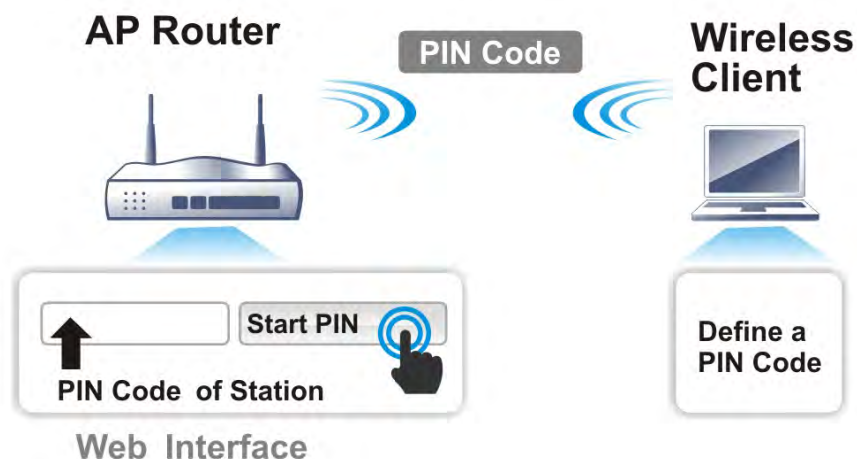 AP Router
PIN Code
Wireless
Client
Start PIN
PIN Code of Station
Web Interface
Define a
PIN Code